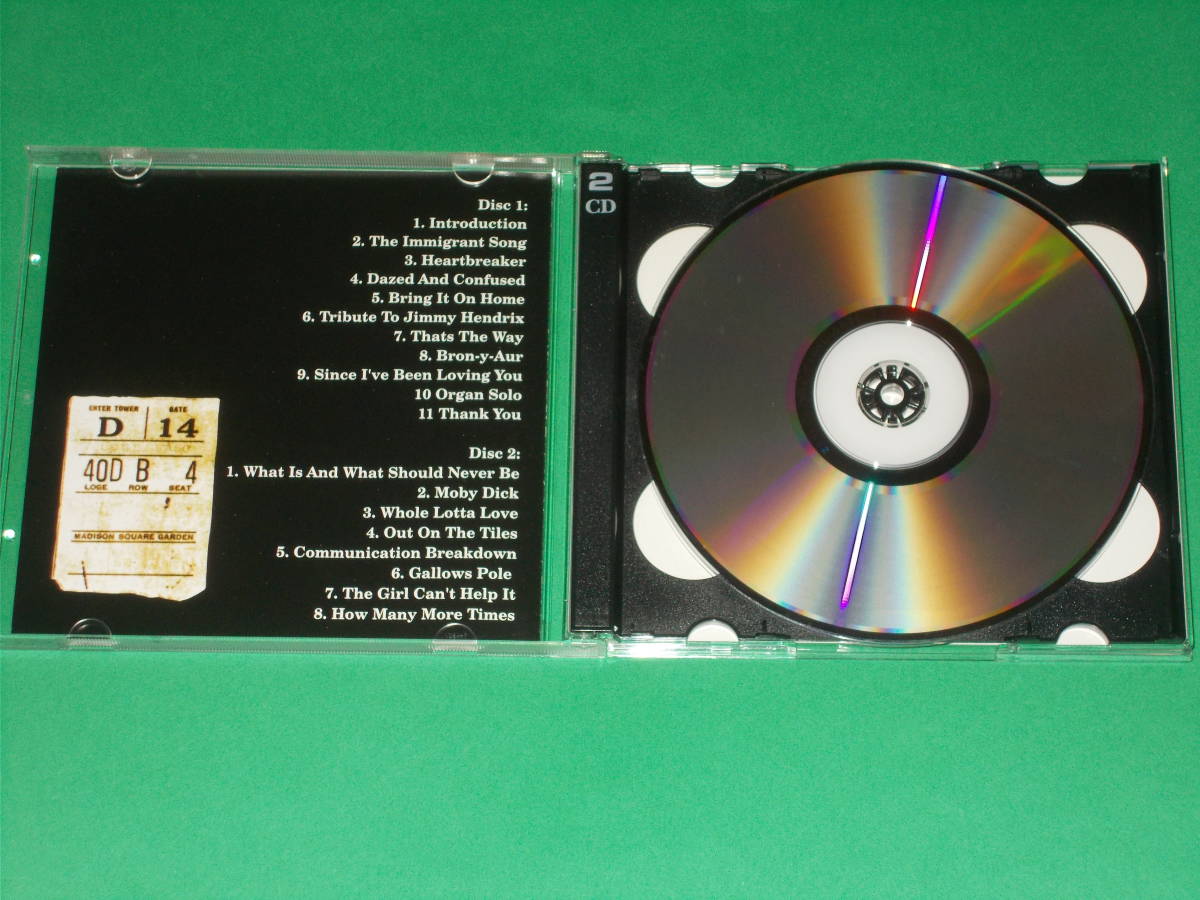 Disc 1:
1. Introduction
2. The Immigrant Song
3. Heartbreaker
4. Dazed And Confused
5. Bring It On Home
6. Tribute To Jimmy Hendrix
7. Thats The Way
8. Bron-y-Aur
9. Since I've Been Loving You
10 Organ Solo
11 Thank You
Disc 2:
1. What Is And What Should Never Be
2. Moby Dick
3. Whole Lotta Love
4. Out On The Tiles
5. Communication Breakdown
6. Gallows Pole
7. The Girl Can't Help It
8. How Many More Times
ENTER TOWER GATE
D 14
40D B 4
LOGE ROW SEAT
MADISON SQUARE GARDEN
2
CD